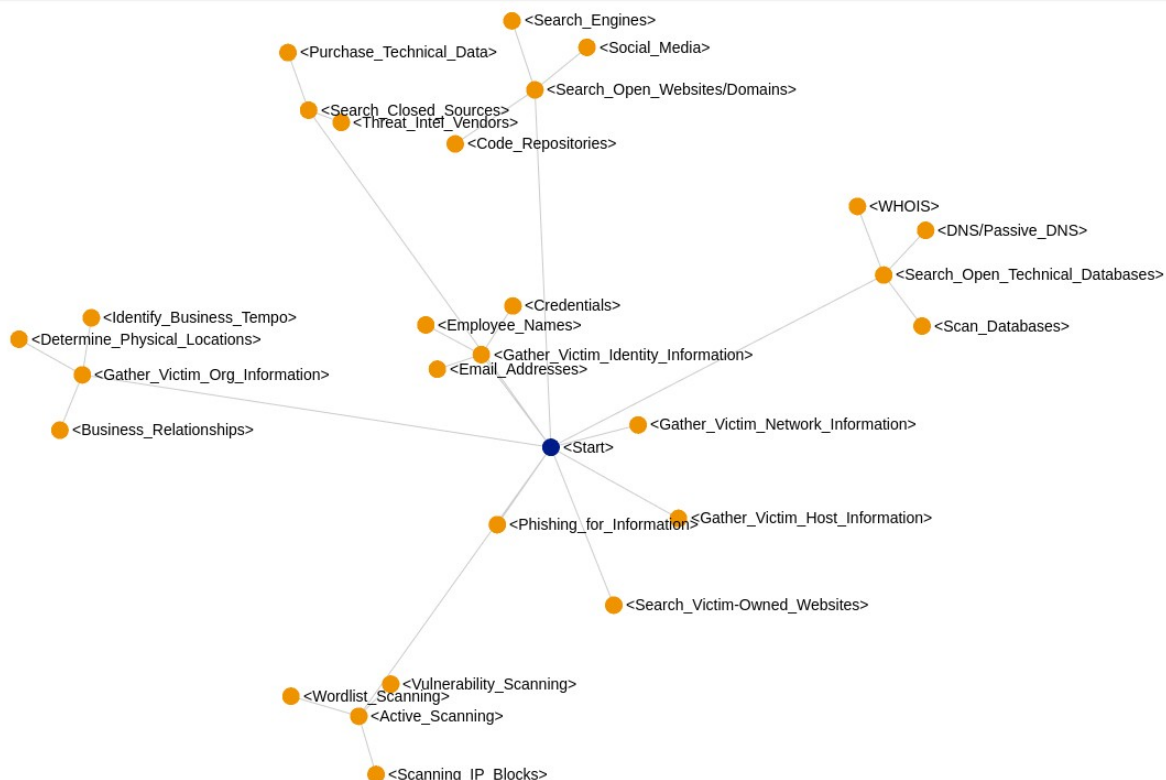 <Search_Engines>
<Social_Media>
<Purchase_Technical_Data>
<Search_Open_Websites/Domains>
<Search_Closed_Sources>
<Threat_Intel_Vendors>
<Code_Repositories>
<WHOIS>
<DNS/Passive_DNS>
<Search_Open_Technical_Databases>
<Credentials>
<Identify_Business_Tempo>
<Employee_Names>
<Scan_Databases>
<Determine_Physical_Locations>
<Gather_Victim_Identity_Information>
<Email_Addresses>
<Gather_Victim_Org_Information>
<Gather_Victim_Network_Information>
<Business_Relationships>
<Start>
<Gather_Victim_Host_Information>
<Phishing_for_Information>
<Search_Victim-Owned_Websites>
<Vulnerability_Scanning>
<Wordlist_Scanning>
<Active_Scanning>
<Scanning_IP_Blocks>